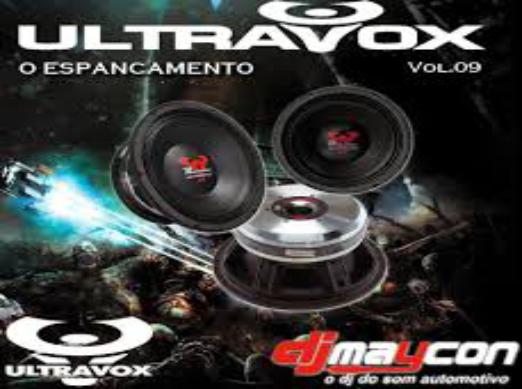 ULTRAVOX
O ESPANCAMENTO VOL.09
ULTRAVOX
djmaycon
o dj do som automotivo